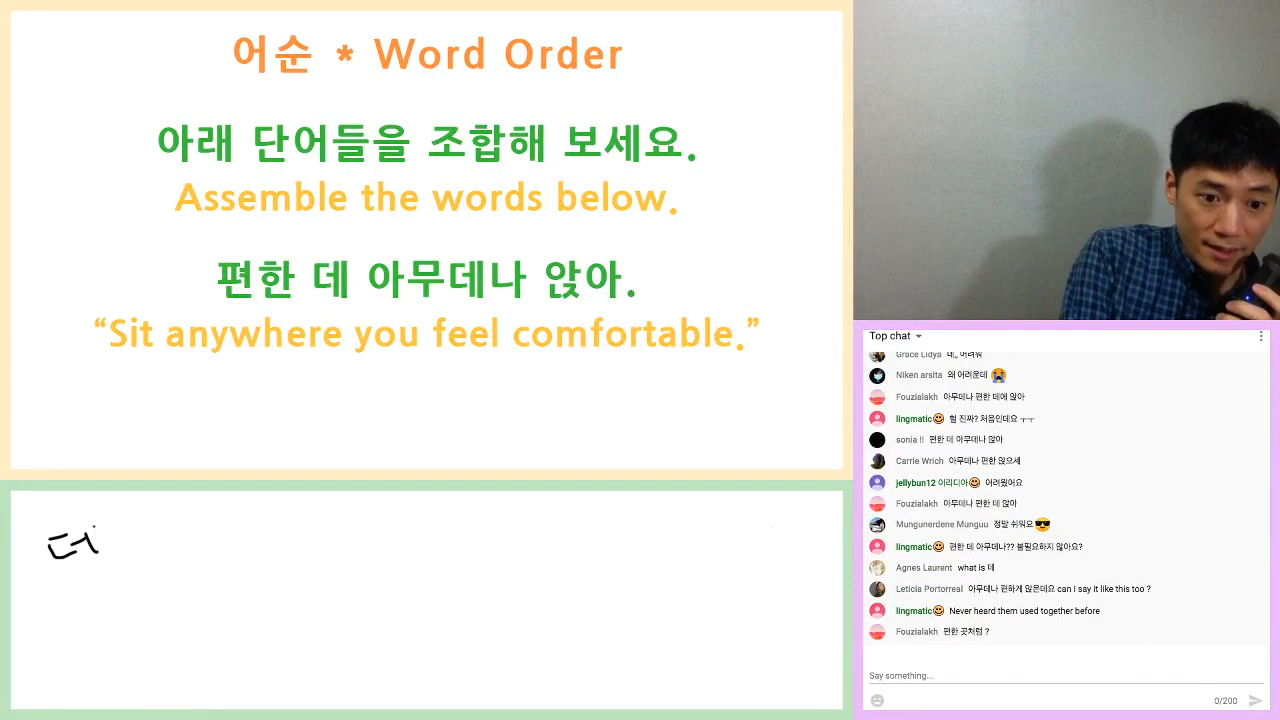 어순 * Word Order
아래 단어들을 조합해 보세요.
Assemble the words below.
편한 데 아무데나 앉아.
“Sit anywhere you feel comfortable.”
Top chat
Grace Lidya 네,, 어려워
Niken arsita 왜 어려운데 😭
Fouzialakh 아무데나 편한 데에 앉아
lingmatic😊 헐 진짜? 처음인데요 ㅜㅜ
sonia !! 편한 데 아무데나 않아
Carrie Wrich 아무데나 편한 앉으세
jellybun12 이리디아😊 어려웠어요
Fouzialakh 아무데나 편한 데 앉아
Mungunerdene Munguu 정말 쉬워요 😎
lingmatic😊 편한 데 아무데나?? 불필요하지 않아요?
Agnes Laurent what is 데
Leticia Portorreal 아무데나 편하게 앉은데요 can I say it like this too ?
lingmatic😊 Never heard them used together before
Fouzialakh 편한 곳처럼 ?
Say something...
0/200